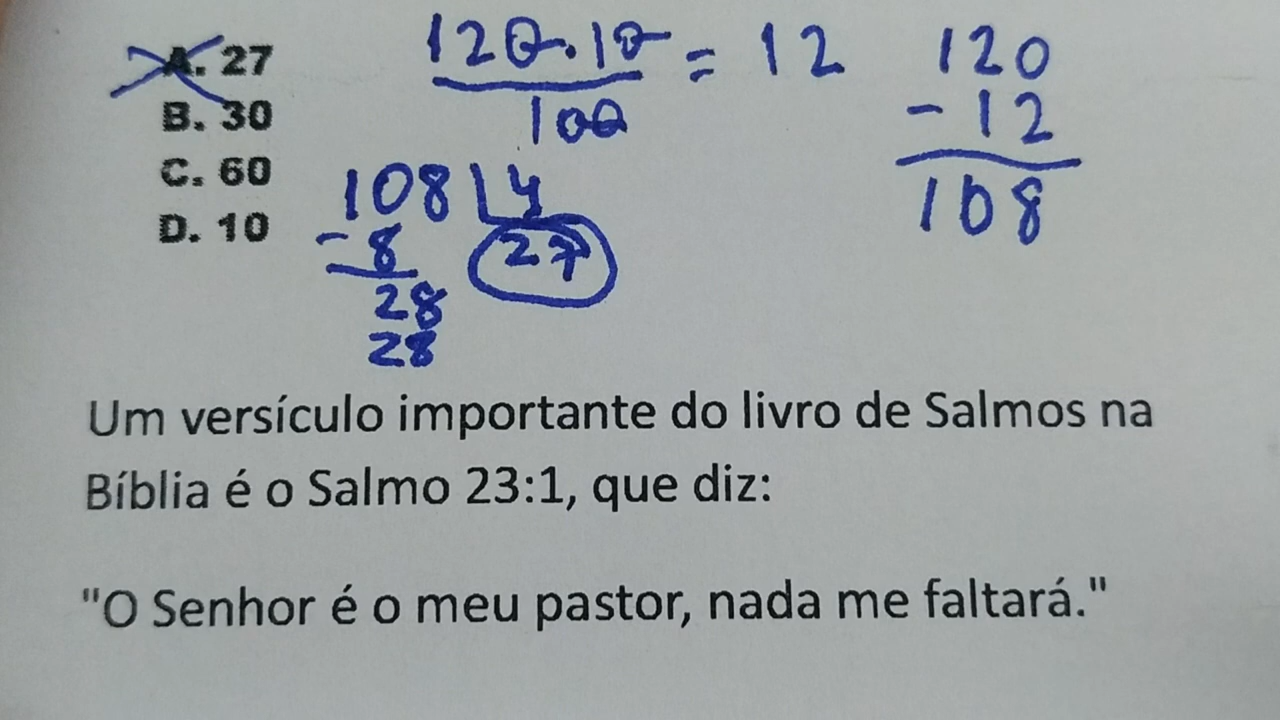 A. 27
B. 30
C. 60
D. 10
120.10 = 12
100
120
- 12
108
108 4
- 8 27
28
28
Um versículo importante do livro de Salmos na
Bíblia é o Salmo 23:1, que diz:
"O Senhor é o meu pastor, nada me faltará."